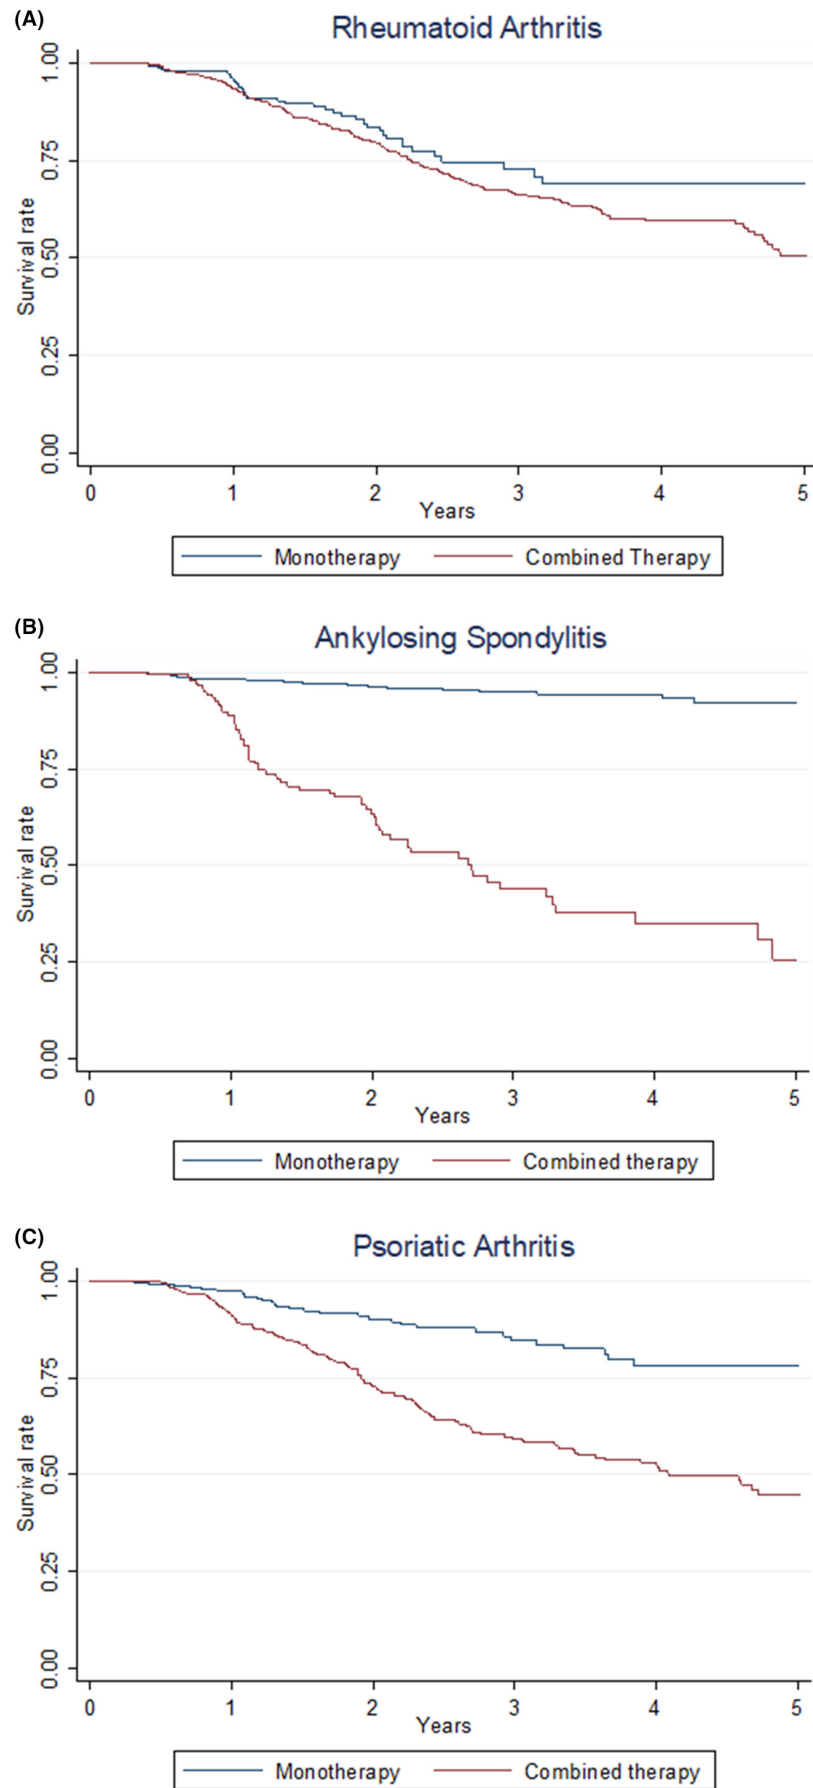 (A)
Rheumatoid Arthritis
1.00
0.75
0.50
0.25
0.00
Survival rate
0 1 2 3 4 5
Years
Monotherapy Combined Therapy
(B)
Ankylosing Spondylitis
1.00
0.75
0.50
0.25
0.00
Survival rate
0 1 2 3 4 5
Years
Monotherapy Combined therapy
(C)
Psoriatic Arthritis
1.00
0.75
0.50
0.25
0.00
Survival rate
0 1 2 3 4 5
Years
Monotherapy Combined therapy